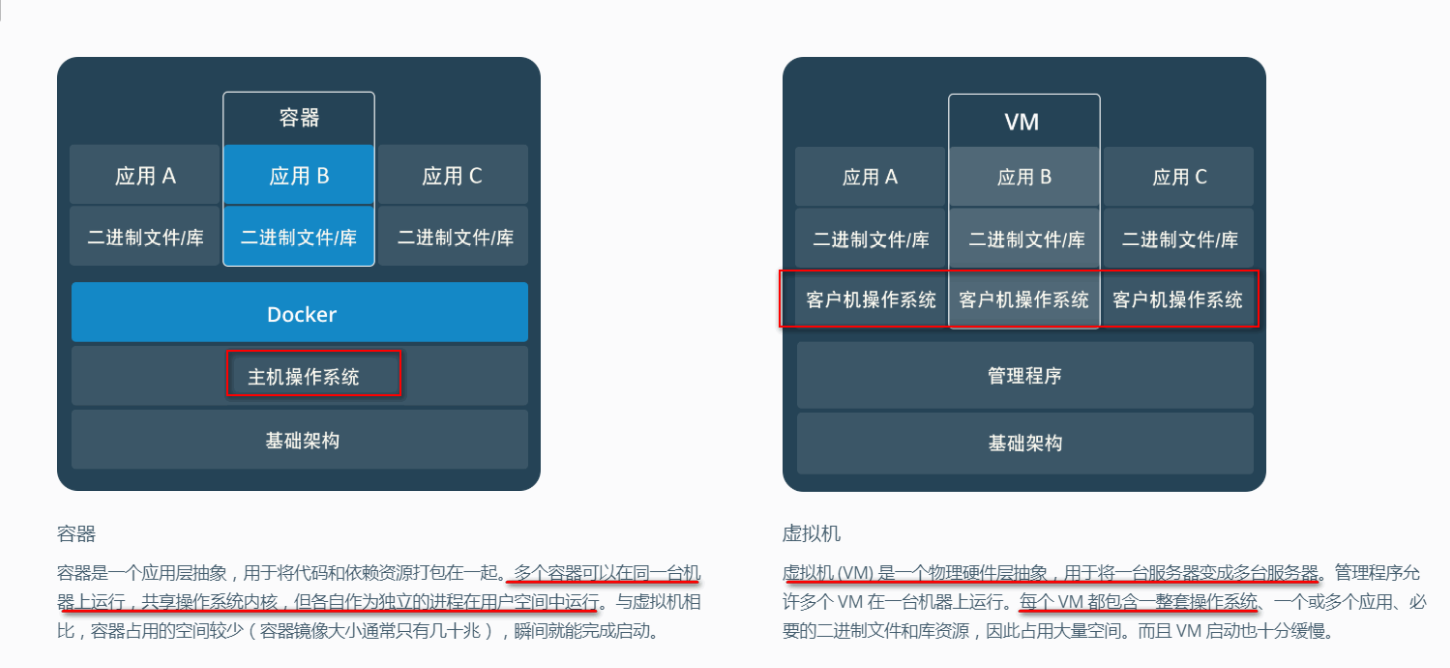 容器
应用 A
应用 B
应用 C
二进制文件/库
二进制文件/库
二进制文件/库
Docker
主机操作系统
基础架构
容器
容器是一个应用层抽象，用于将代码和依赖资源打包在一起。多个容器可以在同一台机
器上运行，共享操作系统内核，但各自作为独立的进程在用户空间中运行。与虚拟机相
比，容器占用的空间较少（容器镜像大小通常只有几十兆），瞬间就能完成启动。
VM
应用 A
应用 B
应用 C
二进制文件/库
二进制文件/库
二进制文件/库
客户机操作系统
客户机操作系统
客户机操作系统
管理程序
基础架构
虚拟机
虚拟机 (VM) 是一个物理硬件层抽象，用于将一台服务器变成多台服务器。管理程序允
许多个 VM 在一台机器上运行。每个 VM 都包含一整套操作系统、一个或多个应用、必
要的二进制文件和库资源，因此占用大量空间。而且 VM 启动也十分缓慢。